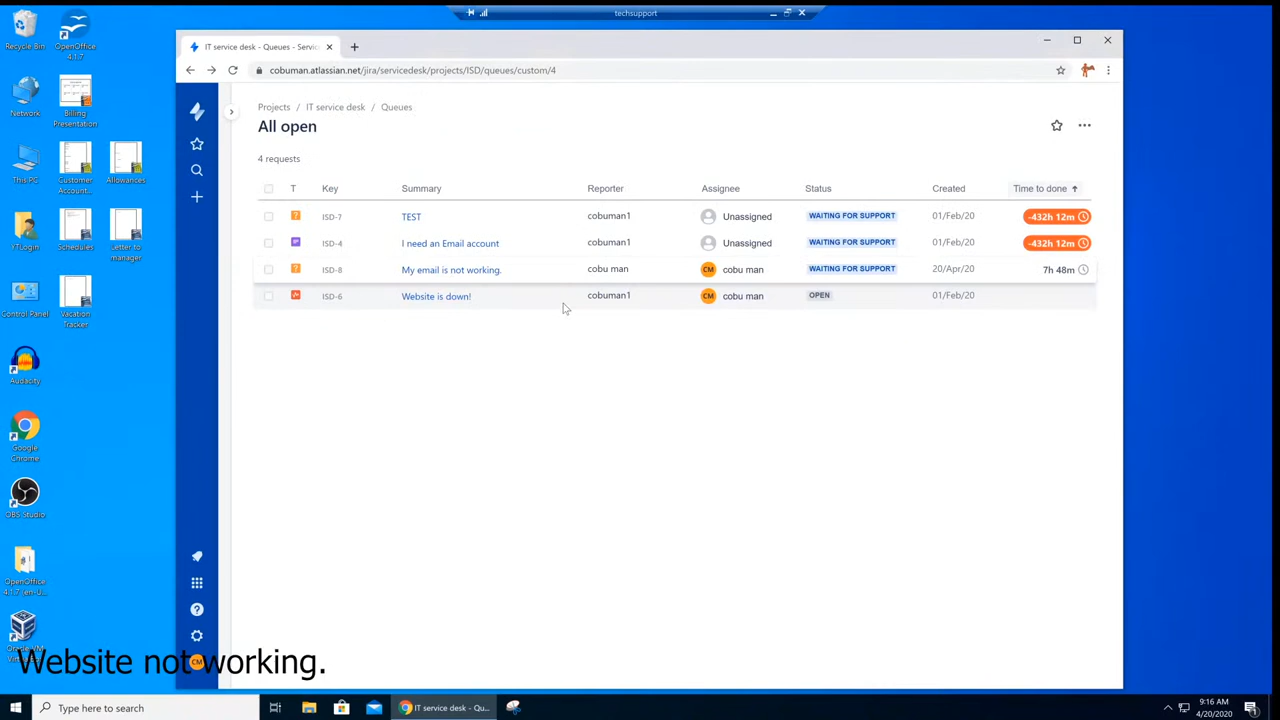 techsupport
IT service desk - Queues - Servic
cobuman.atlassian.net/jira/servicedesk/projects/ISD/queues/custom/4
Recycle Bin
OpenOffice 4.1.7
Network
Billing Presentation
This PC
Customer Account...
Allowances
YTLogin
Schedules
Letter to manager
Control Panel
Vacation Tracker
Audacity
Google Chrome
OBS Studio
OpenOffice 4.1.7 (en-U...
Projects / IT service desk / Queues
All open
4 requests
T Key Summary Reporter Assignee Status Created Time to done
ISD-7 TEST cobuman1 Unassigned WAITING FOR SUPPORT 01/Feb/20 -432h 12m
ISD-4 I need an Email account cobuman1 Unassigned WAITING FOR SUPPORT 01/Feb/20 -432h 12m
ISD-8 My email is not working. cobu man CM cobu man WAITING FOR SUPPORT 20/Apr/20 7h 48m
ISD-6 Website is down! cobuman1 CM cobu man OPEN 01/Feb/20
CM
Website not working.
Type here to search
IT service desk - Qu...
9:16 AM
4/20/2020
1